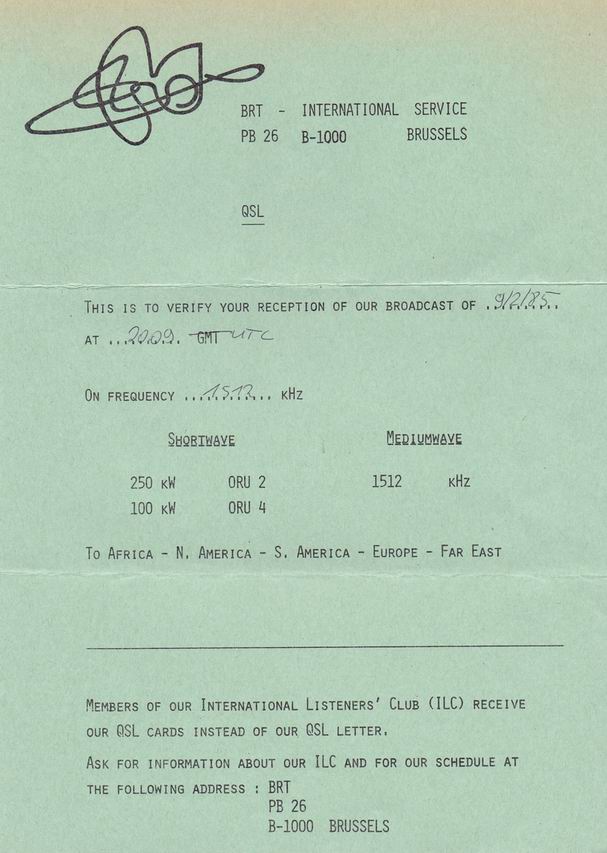 BRT - INTERNATIONAL SERVICE
PB 26 B-1000 BRUSSELS
QSL
THIS IS TO VERIFY YOUR RECEPTION OF OUR BROADCAST OF ..9/2/85..
AT ...2009. GMT UTC
ON FREQUENCY ...1512... KHZ
SHORTWAVE MEDIUMWAVE
250 KW ORU 2 1512 KHZ
100 KW ORU 4
TO AFRICA - N. AMERICA - S. AMERICA - EUROPE - FAR EAST
MEMBERS OF OUR INTERNATIONAL LISTENERS' CLUB (ILC) RECEIVE
OUR QSL CARDS INSTEAD OF OUR QSL LETTER.
ASK FOR INFORMATION ABOUT OUR ILC AND FOR OUR SCHEDULE AT
THE FOLLOWING ADDRESS : BRT
PB 26
B-1000 BRUSSELS